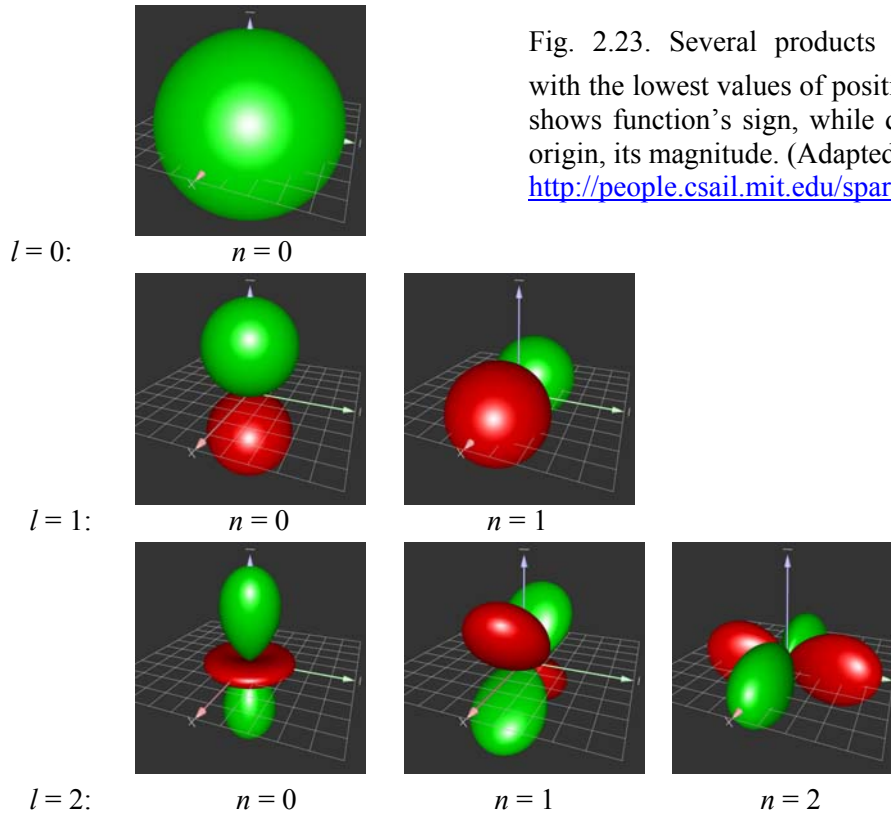 Fig. 2.23. Several products
with the lowest values of positi
shows function’s sign, while
origin, its magnitude. (Adapted
http://people.csail.mit.edu/spar
l = 0:
n = 0
l = 1:
n = 0
n = 1
l = 2:
n = 0
n = 1
n = 2